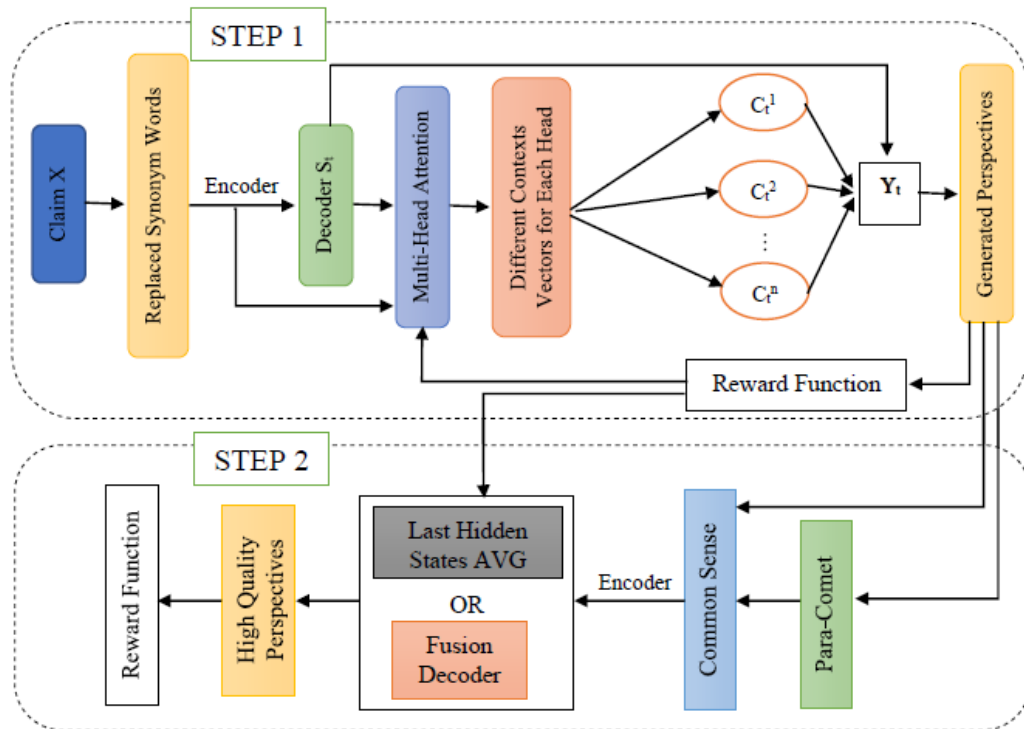 STEP 1
Claim X
Replaced Synonym Words
Encoder
Decoder Sₜ
Multi-Head Attention
Different Contexts
Vectors for Each Head
Cₜ¹
Cₜ²
...
Cₜⁿ
Yₜ
Generated Perspectives
Reward Function
STEP 2
Reward Function
High Quality
Perspectives
Last Hidden
States AVG
OR
Fusion
Decoder
Encoder
Common Sense
Para-Comet